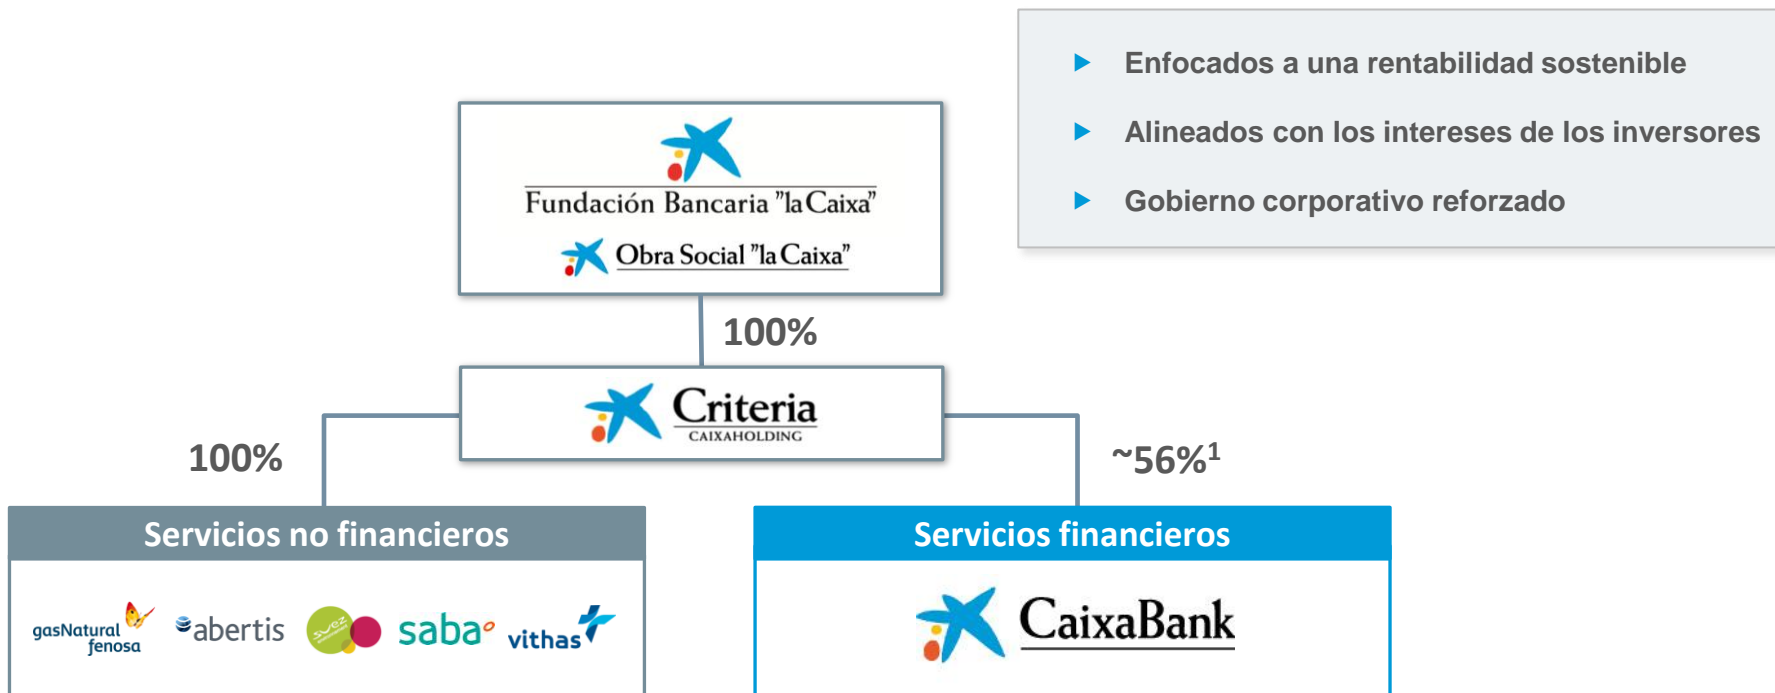 Enfocados a una rentabilidad sostenible
Alineados con los intereses de los inversores
Gobierno corporativo reforzado
Fundación Bancaria "la Caixa"
Obra Social "la Caixa"
100%
Criteria
CAIXAHOLDING
100%
~56%¹
Servicios no financieros
Servicios financieros
gasNatural
fenosa
abertis
suez
saba
vithas
CaixaBank